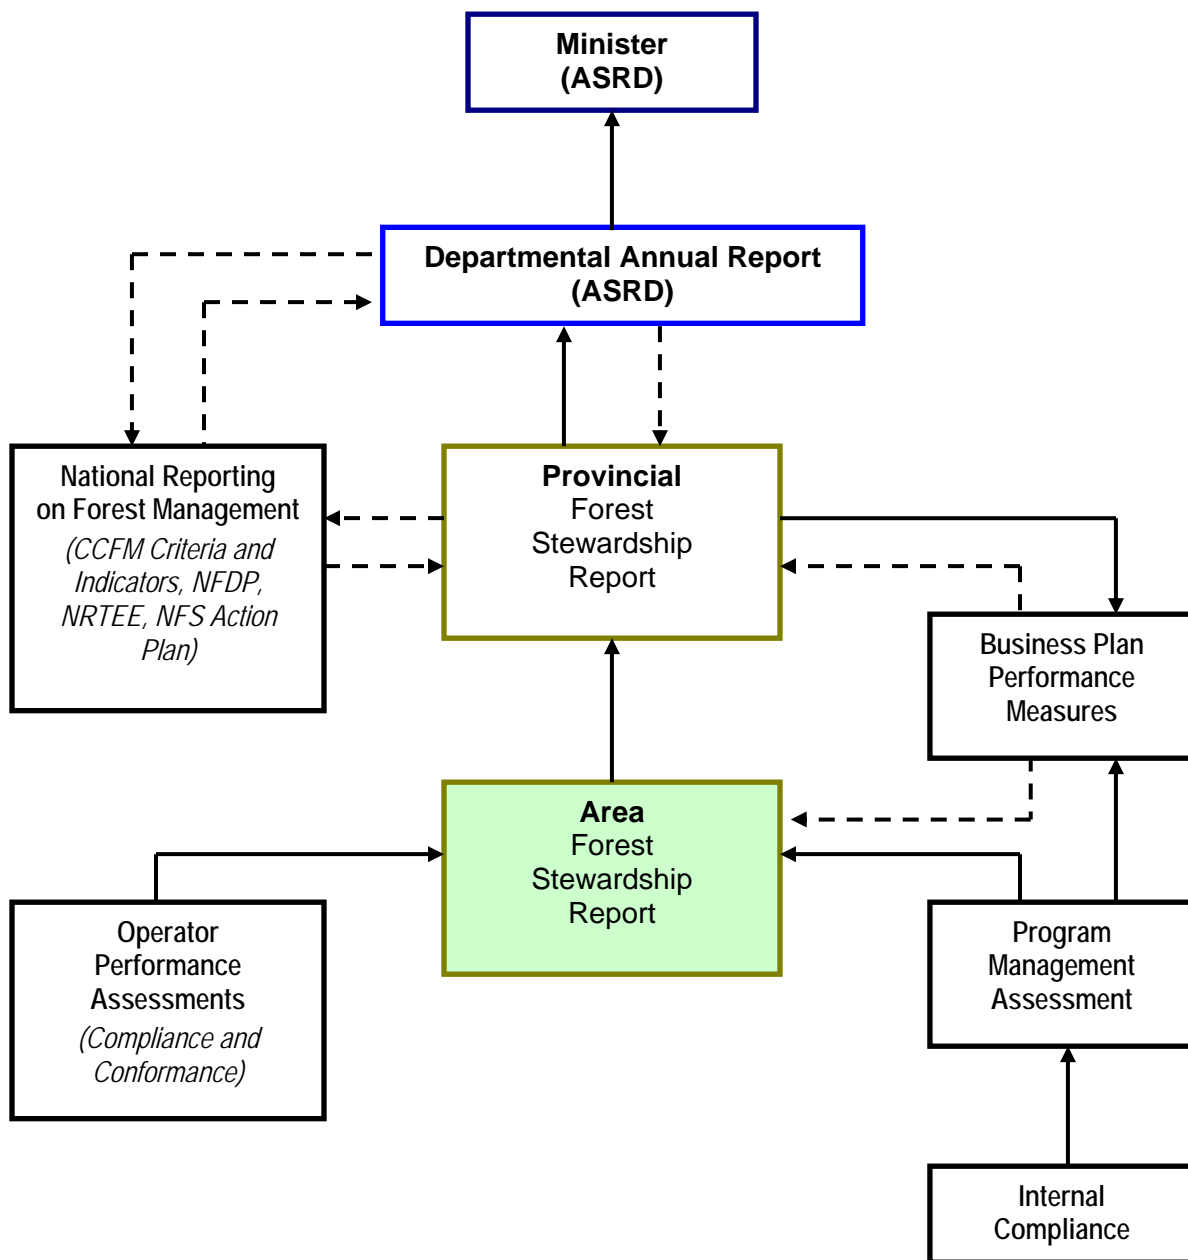 Minister
(ASRD)
Departmental Annual Report
(ASRD)
National Reporting
on Forest Management
(CCFM Criteria and
Indicators, NFDP,
NRTEE, NFS Action
Plan)
Provincial
Forest
Stewardship
Report
Business Plan
Performance
Measures
Area
Forest
Stewardship
Report
Operator
Performance
Assessments
(Compliance and
Conformance)
Program
Management
Assessment
Internal
Compliance